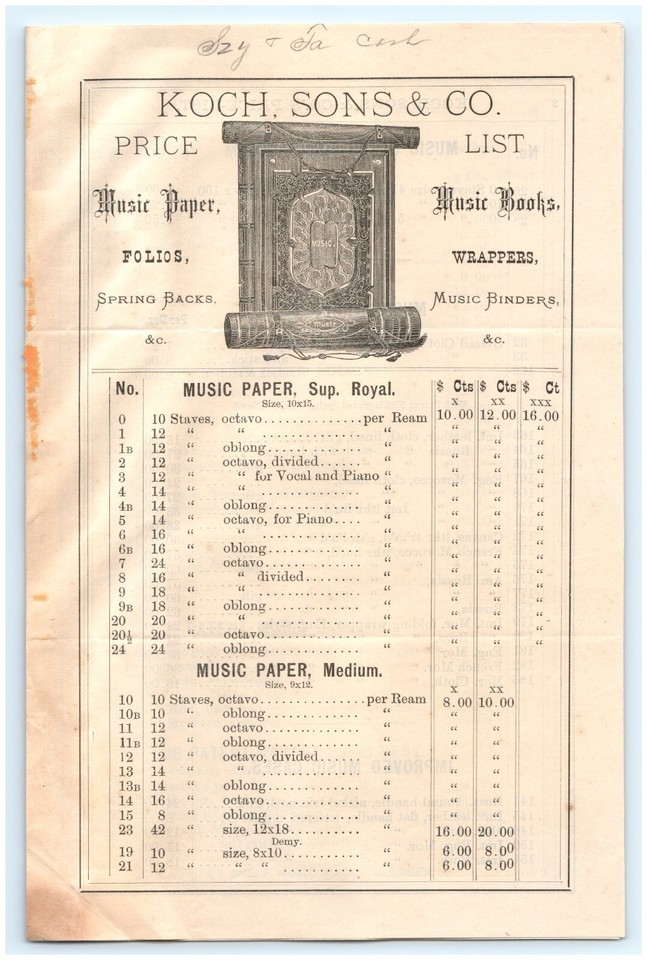 Cash
KOCH, SONS & CO.
PRICE LIST
Music Paper, Music Books,
FOLIOS, WRAPPERS,
SPRING BACKS. MUSIC BINDERS,
&c. &c.
MUSIC.
Music
No. MUSIC PAPER, Sup. Royal. $ Cts $ Cts $ Ct
Size, 10x15. x xx xxx
0 10 Staves, octavo..............per Ream 10.00 12.00 16.00
1 12 “ “ .............. “ “ “ “
1B 12 “ oblong............. “ “ “ “
2 12 “ octavo, divided...... “ “ “ “
3 12 “ “ for Vocal and Piano “ “ “ “
4 14 “ “ .............. “ “ “ “
4B 14 “ oblong............. “ “ “ “
5 14 “ octavo, for Piano.... “ “ “ “
6 16 “ “ .............. “ “ “ “
6B 16 “ oblong............. “ “ “ “
7 24 “ octavo............. “ “ “ “
8 16 “ “ divided........ “ “ “ “
9 18 “ “ .............. “ “ “ “
9B 18 “ oblong............. “ “ “ “
20 20 “ “ .............. “ “ “ “
20½ 20 “ octavo............. “ “ “ “
24 24 “ oblong............. “ “ “ “
MUSIC PAPER, Medium.
Size, 9x12. x xx
10 10 Staves, octavo..............per Ream 8.00 10.00
10B 10 “ oblong............. “ “ “
11 12 “ octavo............. “ “ “
11B 12 “ oblong............. “ “ “
12 12 “ octavo, divided...... “ “ “
13 14 “ “ .............. “ “ “
13B 14 “ oblong............. “ “ “
14 16 “ octavo............. “ “ “
15 8 “ oblong............. “ “ “
23 42 “ size, 12x18.......... “ 16.00 20.00
Demy.
19 10 “ size, 8x10........... “ 6.00 8.00
21 12 “ “ “ ........... “ 6.00 8.00